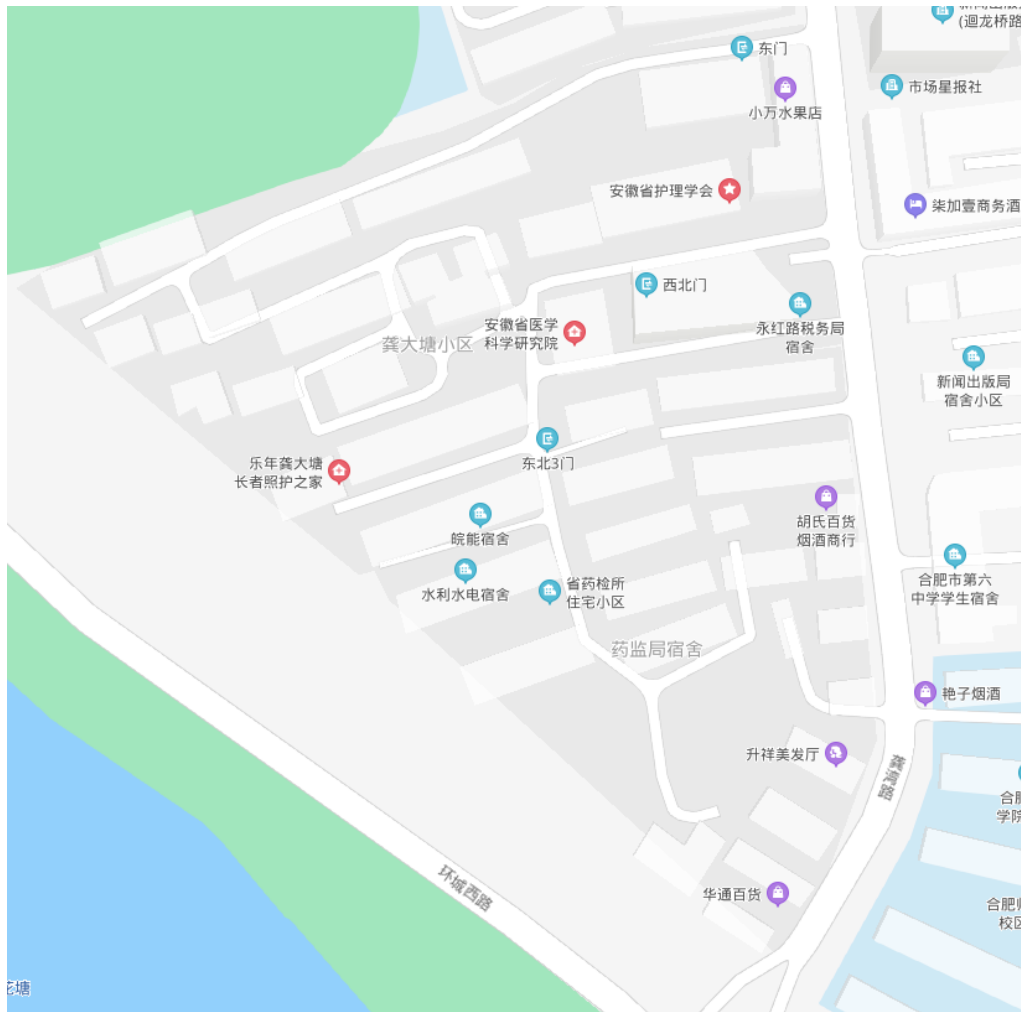 (迴龙桥路
东门
市场星报社
小万水果店
安徽省护理学会
柒加壹商务酒
西北门
永红路税务局
宿舍
安徽省医学
科学研究院
龚大塘小区
新闻出版局
宿舍小区
东北3门
乐年龚大塘
长者照护之家
胡氏百货
烟酒商行
皖能宿舍
水利水电宿舍
省药检所
住宅小区
合肥市第六
中学学生宿舍
药监局宿舍
艳子烟酒
升祥美发厅
合肥
学院
环城西路
华通百货
合肥师
校区
花塘